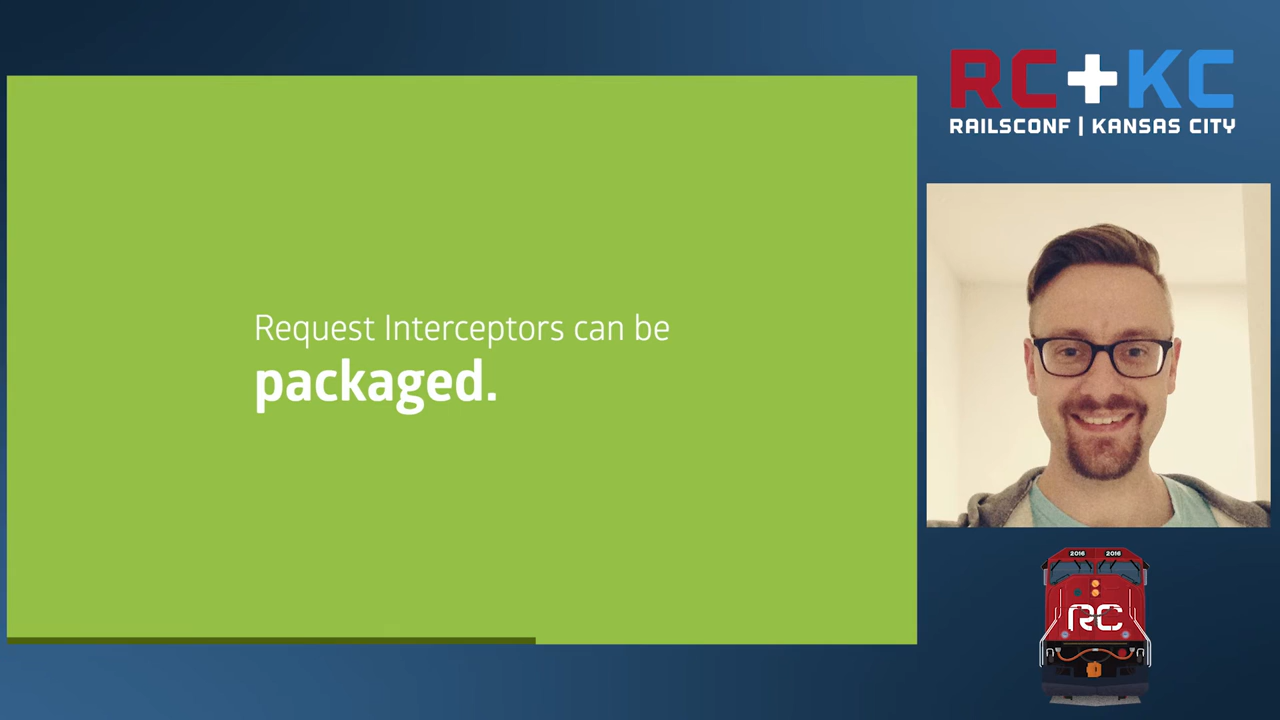 Request Interceptors can be
packaged.
RC+KC
RAILSCONF | KANSAS CITY
2016 2016
RC